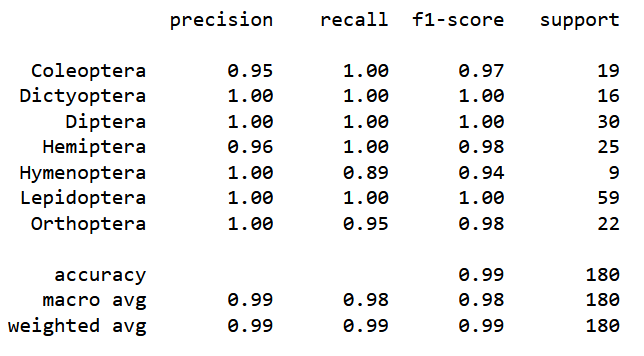 precision recall f1-score support
Coleoptera 0.95 1.00 0.97 19
Dictyoptera 1.00 1.00 1.00 16
Diptera 1.00 1.00 1.00 30
Hemiptera 0.96 1.00 0.98 25
Hymenoptera 1.00 0.89 0.94 9
Lepidoptera 1.00 1.00 1.00 59
Orthoptera 1.00 0.95 0.98 22
accuracy 0.99 180
macro avg 0.99 0.98 0.98 180
weighted avg 0.99 0.99 0.99 180